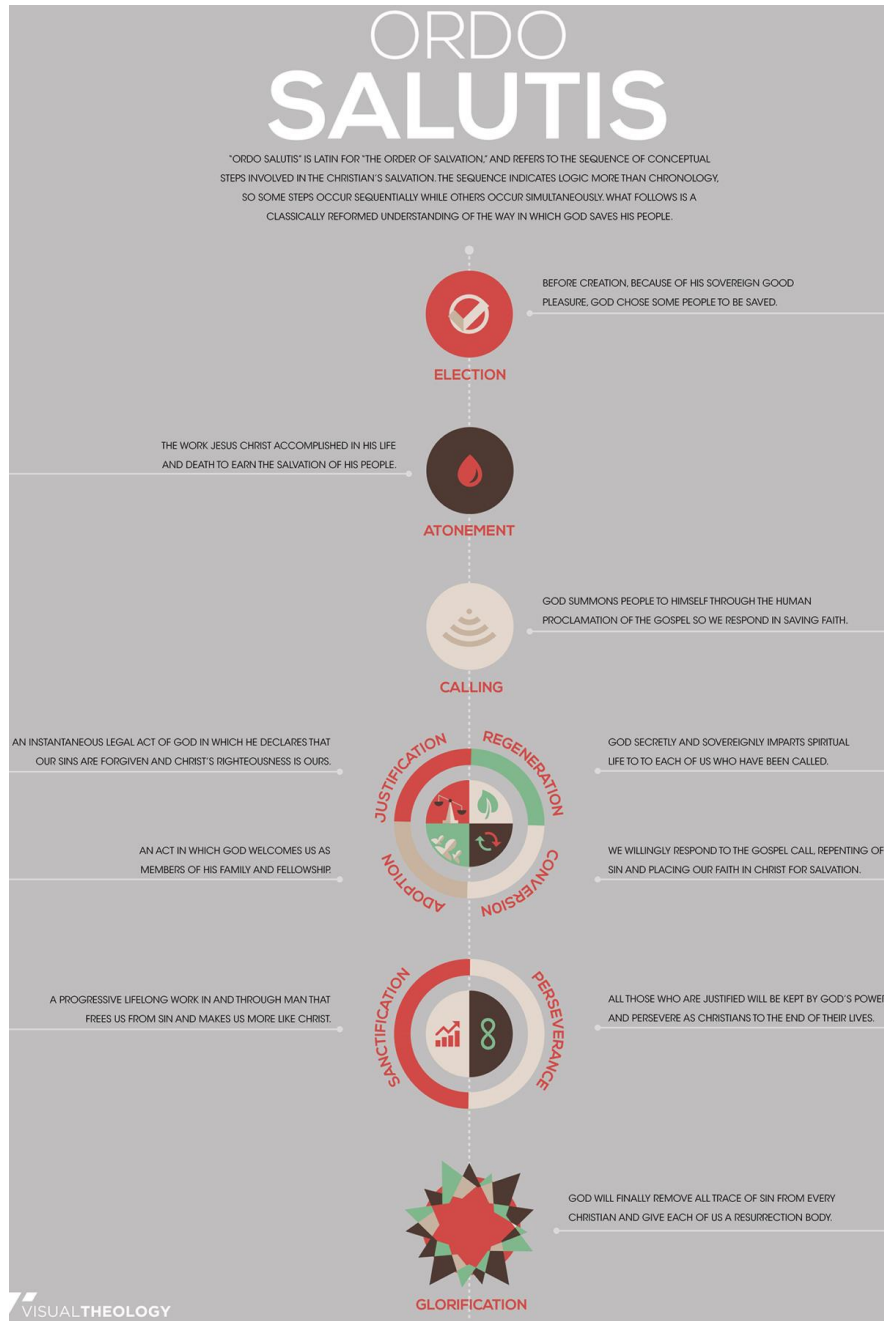 ORDO
SALUTIS
"ORDO SALUTIS" IS LATIN FOR "THE ORDER OF SALVATION," AND REFERS TO THE SEQUENCE OF CONCEPTUAL
STEPS INVOLVED IN THE CHRISTIAN'S SALVATION. THE SEQUENCE INDICATES LOGIC MORE THAN CHRONOLOGY,
SO SOME STEPS OCCUR SEQUENTIALLY WHILE OTHERS OCCUR SIMULTANEOUSLY. WHAT FOLLOWS IS A
CLASSICALLY REFORMED UNDERSTANDING OF THE WAY IN WHICH GOD SAVES HIS PEOPLE.
BEFORE CREATION, BECAUSE OF HIS SOVEREIGN GOOD
PLEASURE, GOD CHOSE SOME PEOPLE TO BE SAVED.
ELECTION
THE WORK JESUS CHRIST ACCOMPLISHED IN HIS LIFE
AND DEATH TO EARN THE SALVATION OF HIS PEOPLE.
ATONEMENT
GOD SUMMONS PEOPLE TO HIMSELF THROUGH THE HUMAN
PROCLAMATION OF THE GOSPEL SO WE RESPOND IN SAVING FAITH.
CALLING
AN INSTANTANEOUS LEGAL ACT OF GOD IN WHICH HE DECLARES THAT
OUR SINS ARE FORGIVEN AND CHRIST'S RIGHTEOUSNESS IS OURS.
JUSTIFICATION
REGENERATION
GOD SECRETLY AND SOVEREIGNLY IMPARTS SPIRITUAL
LIFE TO TO EACH OF US WHO HAVE BEEN CALLED.
AN ACT IN WHICH GOD WELCOMES US AS
MEMBERS OF HIS FAMILY AND FELLOWSHIP.
ADOPTION
CONVERSION
WE WILLINGLY RESPOND TO THE GOSPEL CALL, REPENTING OF
SIN AND PLACING OUR FAITH IN CHRIST FOR SALVATION.
A PROGRESSIVE LIFELONG WORK IN AND THROUGH MAN THAT
FREES US FROM SIN AND MAKES US MORE LIKE CHRIST.
SANCTIFICATION
PERSEVERANCE
ALL THOSE WHO ARE JUSTIFIED WILL BE KEPT BY GOD'S POWER
AND PERSEVERE AS CHRISTIANS TO THE END OF THEIR LIVES.
GOD WILL FINALLY REMOVE ALL TRACE OF SIN FROM EVERY
CHRISTIAN AND GIVE EACH OF US A RESURRECTION BODY.
GLORIFICATION
VISUALTHEOLOGY